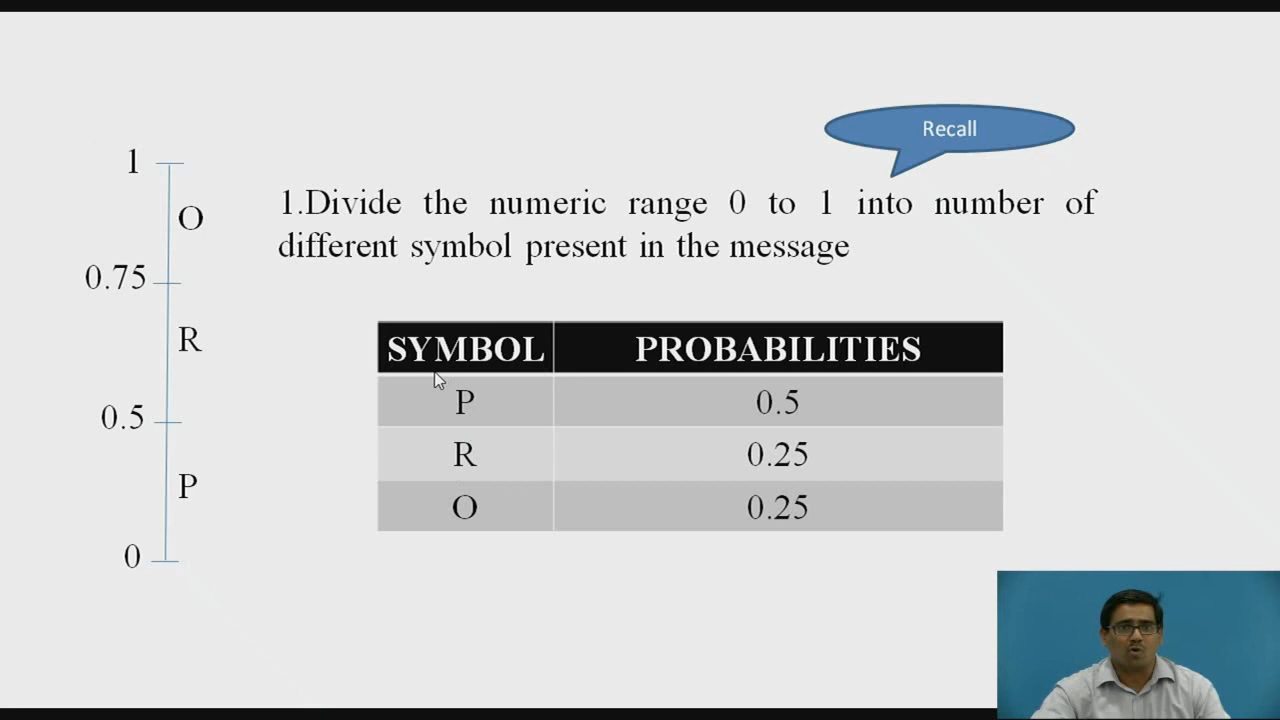 Recall
1
O
0.75
R
0.5
P
0
1.Divide the numeric range 0 to 1 into number of
different symbol present in the message
SYMBOL PROBABILITIES
P 0.5
R 0.25
O 0.25